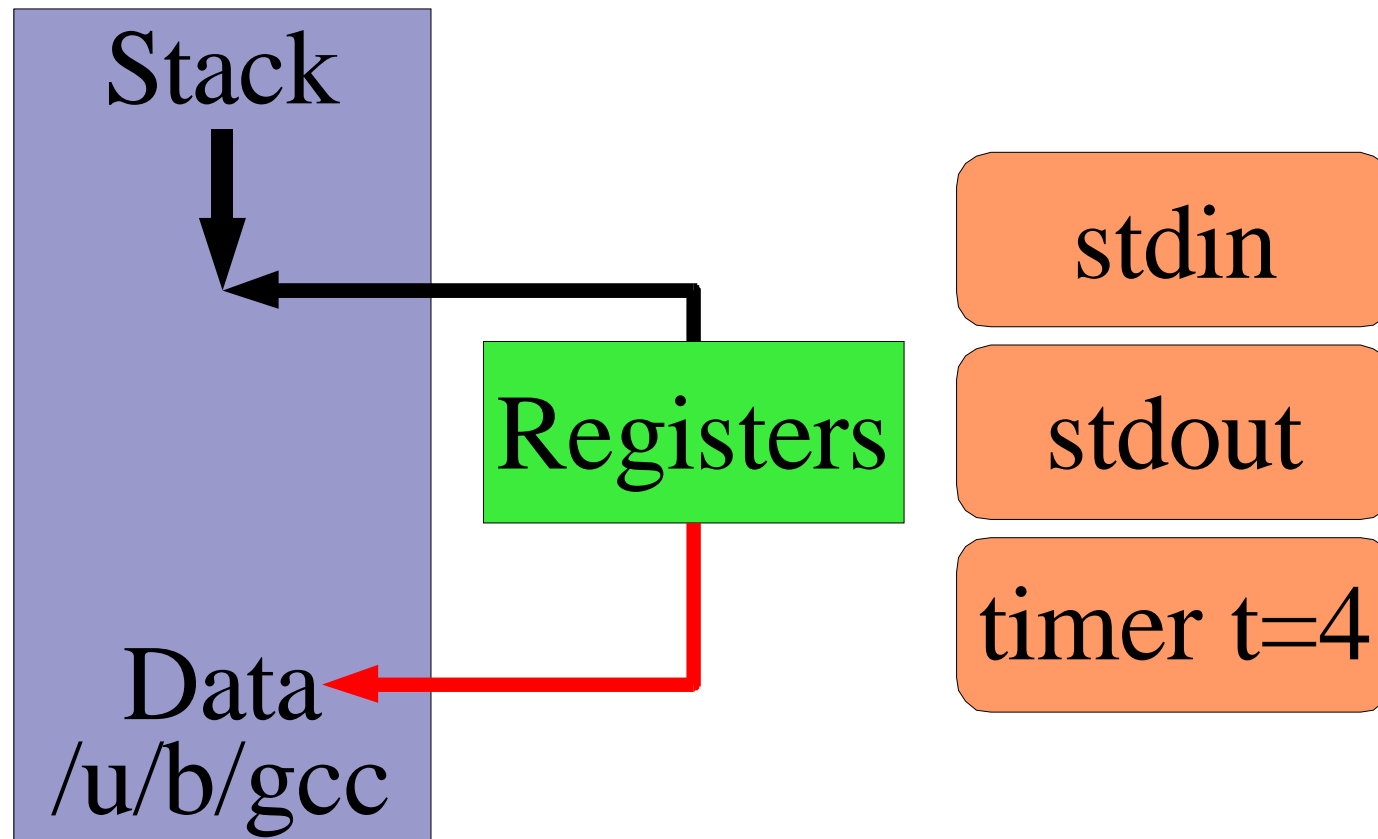 Stack
Data
/u/b/gcc
Registers
stdin
stdout
timer t=4